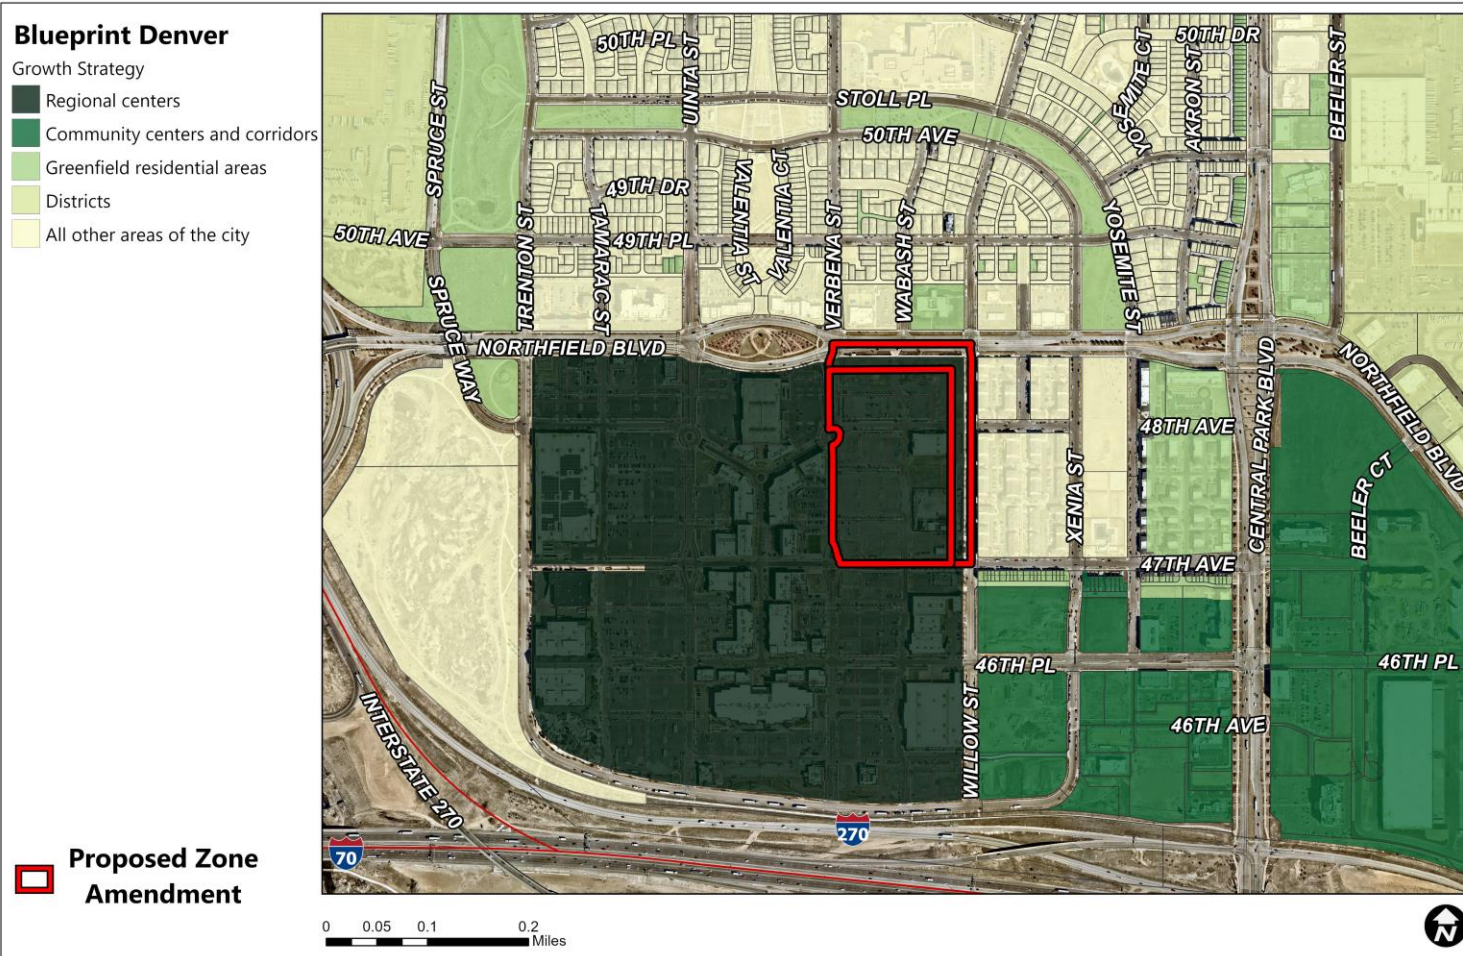 Blueprint Denver
Growth Strategy
Regional centers
Community centers and corridors
Greenfield residential areas
Districts
All other areas of the city
Proposed Zone
Amendment
50TH PL
UINTA ST
STOLL PL
50TH AVE
YOSEMITE CT
AKRON ST
50TH DR
BEELER ST
SPRUCE ST
49TH DR
VALENTIA ST
VALENTIA CT
50TH AVE
TRENTON ST
TAMARAC ST
49TH PL
VERBENA ST
WABASH ST
YOSEMITE ST
SPRUCE WAY
NORTHFIELD BLVD
CENTRAL PARK BLVD
NORTHFIELD BLVD
48TH AVE
XENIA ST
BEELER CT
47TH AVE
46TH PL
46TH PL
WILLOW ST
46TH AVE
INTERSTATE 270
270
70
0 0.05 0.1 0.2
Miles
N